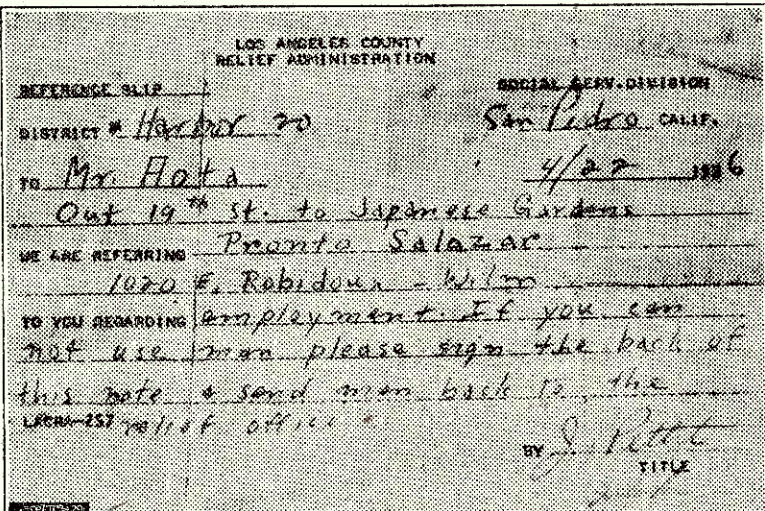 LOS ANGELES COUNTY
RELIEF ADMINISTRATION
REFERENCE SLIP
SOCIAL SERV. DIVISION
DISTRICT # Harbor 20
San Pedro CALIF.
TO Mr. Hota
4/22 1936
Out 19th St. to Japanese Gardens
WE ARE REFERRING Pronto Salazar
1020 E. Robidoux - Wilm
TO YOU REGARDING employment. If you can
not use man please sign the back of
this note & send man back to the
LACRA-257 relief office.
BY J.
TITLE